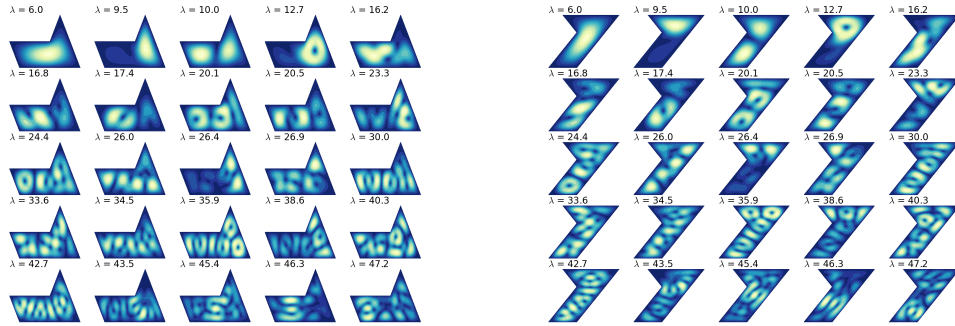 λ = 6.0 λ = 9.5 λ = 10.0 λ = 12.7 λ = 16.2 λ = 6.0 λ = 9.5 λ = 10.0 λ = 12.7 λ = 16.2
λ = 16.8 λ = 17.4 λ = 20.1 λ = 20.5 λ = 23.3 λ = 16.8 λ = 17.4 λ = 20.1 λ = 20.5 λ = 23.3
λ = 24.4 λ = 26.0 λ = 26.4 λ = 26.9 λ = 30.0 λ = 24.4 λ = 26.0 λ = 26.4 λ = 26.9 λ = 30.0
λ = 33.6 λ = 34.5 λ = 35.9 λ = 38.6 λ = 40.3 λ = 33.6 λ = 34.5 λ = 35.9 λ = 38.6 λ = 40.3
λ = 42.7 λ = 43.5 λ = 45.4 λ = 46.3 λ = 47.2 λ = 42.7 λ = 43.5 λ = 45.4 λ = 46.3 λ = 47.2